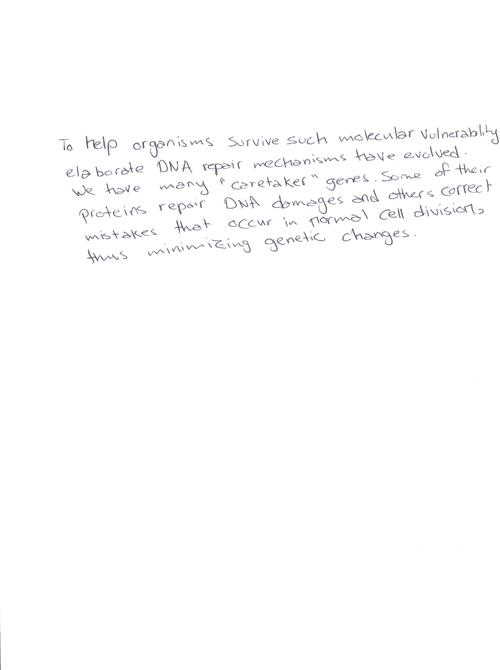 To help organisms survive such molecular vulnerablity
elaborate DNA repair mechanisms have evolved.
We have many "caretaker" genes. Some of their
proteins repair DNA damages and others correct
mistakes that occur in normal cell division,
thus minimizing genetic changes.